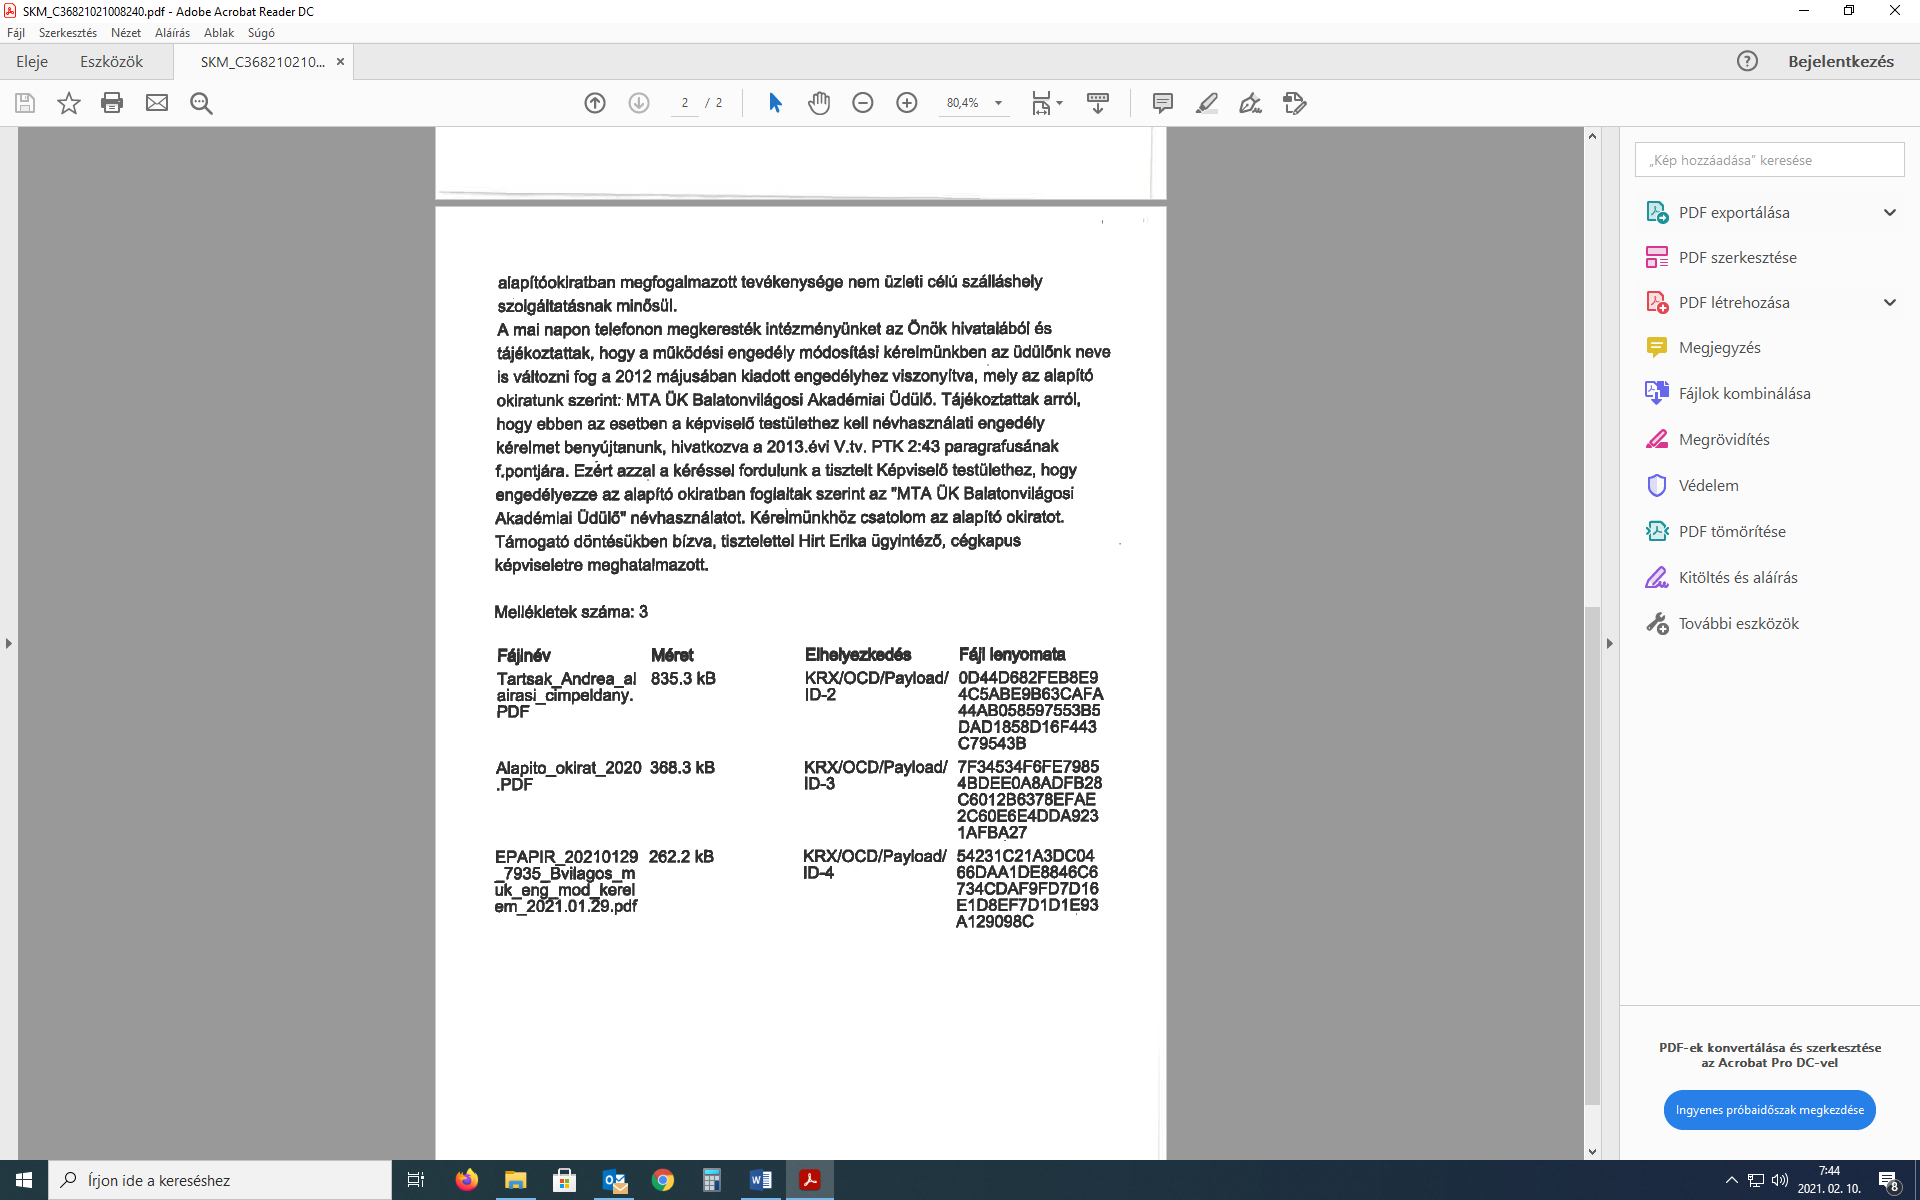 SKM_C36821021008240.pdf - Adobe Acrobat Reader DC
Fájl Szerkesztés Nézet Aláírás Ablak Súgó
Eleje Eszközök SKM_C368210210... × Bejelentkezés
2 / 2 80,4%
alapítóokiratban megfogalmazott tevékenysége nem üzleti célú szálláshely
szolgáltatásnak minősül.
A mai napon telefonon megkeresték intézményünket az Önök hivatalából és
tájékoztattak, hogy a működési engedély módosítási kérelmünkben az üdülőnk neve
is változni fog a 2012 májusában kiadott engedélyhez viszonyítva, mely az alapító
okiratunk szerint: MTA ÜK Balatonvilágosi Akadémiai Üdülő. Tájékoztattak arról,
hogy ebben az esetben a képviselő testülethez kell névhasználati engedély
kérelmet benyújtanunk, hivatkozva a 2013.évi V.tv. PTK 2:43 paragrafusának
f.pontjára. Ezért azzal a kéréssel fordulunk a tisztelt Képviselő testülethez, hogy
engedélyezze az alapító okiratban foglaltak szerint az "MTA ÜK Balatonvilágosi
Akadémiai Üdülő" névhasználatot. Kérelmünkhöz csatolom az alapító okiratot.
Támogató döntésükben bízva, tisztelettel Hirt Erika ügyintéző, cégkapus
képviseletre meghatalmazott.
Mellékletek száma: 3
Fájlnév Méret Elhelyezkedés Fájl lenyomata
Tartsak_Andrea_al 835.3 kB KRX/OCD/Payload/ 0D44D682FEB8E9
airasi_cimpeldany. ID-2 4C5ABE9B63CAFA
PDF 44AB058597553B5
DAD1858D16F443
C79543B
Alapito_okirat_2020 368.3 kB KRX/OCD/Payload/ 7F34534F6FE7985
.PDF ID-3 4BDEE0A8ADFB28
C6012B6378EFAE
2C60E6E4DDA923
1AFBA27
EPAPIR_20210129 262.2 kB KRX/OCD/Payload/ 54231C21A3DC04
_7935_Bvilagos_m ID-4 66DAA1DE8846C6
uk_eng_mod_kerel 734CDAF9FD7D16
em_2021.01.29.pdf E1D8EF7D1D1E93
A129098C
„Kép hozzáadása” keresése
PDF exportálása
PDF szerkesztése
PDF létrehozása
Megjegyzés
Fájlok kombinálása
Megrövidítés
Védelem
PDF tömörítése
Kitöltés és aláírás
További eszközök
PDF-ek konvertálása és szerkesztése
az Acrobat Pro DC-vel
Ingyenes próbaidőszak megkezdése
Írjon ide a kereséshez
7:44
2021. 02. 10.
8